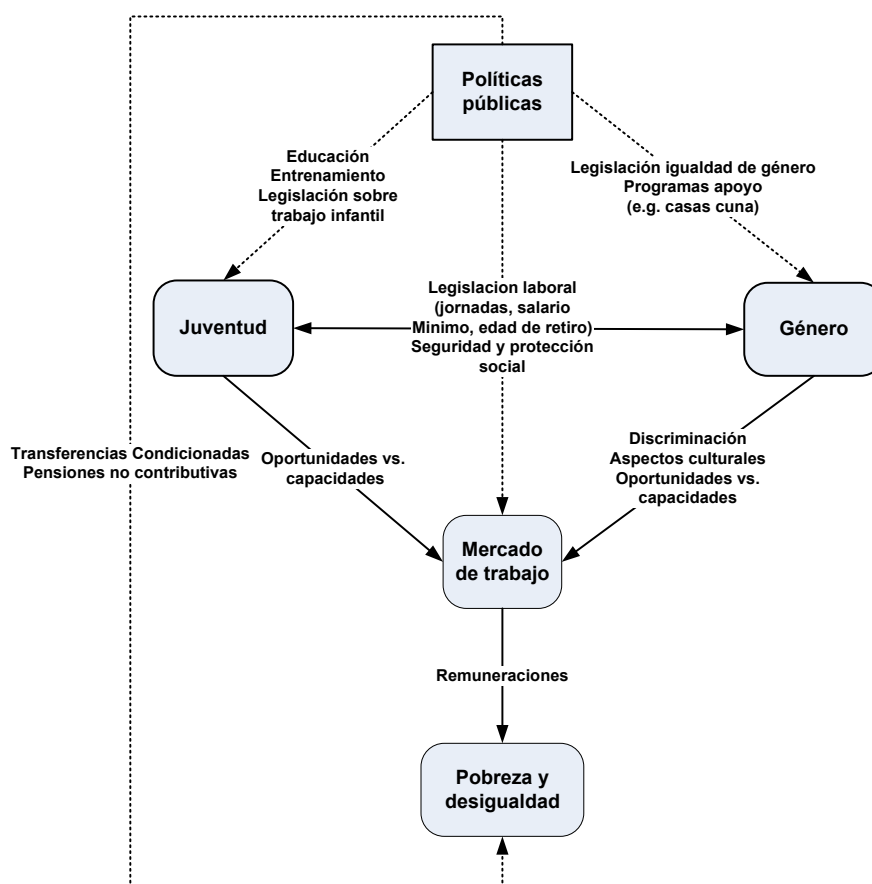 Políticas
públicas
Educación
Entrenamiento
Legislación sobre
trabajo infantil
Legislación igualdad de género
Programas apoyo
(e.g. casas cuna)
Juventud
Legislacion laboral
(jornadas, salario
Minimo, edad de retiro)
Seguridad y protección
social
Género
Transferencias Condicionadas
Pensiones no contributivas
Oportunidades vs.
capacidades
Discriminación
Aspectos culturales
Oportunidades vs.
capacidades
Mercado
de trabajo
Remuneraciones
Pobreza y
desigualdad